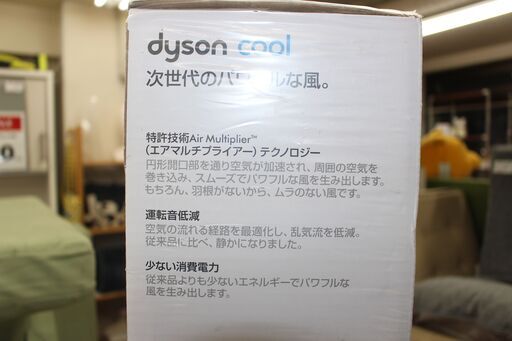 dyson cool
次世代のパワフルな風。
特許技術Air Multiplier™
(エアマルチプライアー) テクノロジー
円形開口部を通り空気が加速され、周囲の空気を
巻き込み、スムーズでパワフルな風を生み出します。
もちろん、羽根がないから、ムラのない風です。
運転音低減
空気の流れる経路を最適化し、乱気流を低減。
従来品に比べ、静かになりました。
少ない消費電力
従来品よりも少ないエネルギーでパワフルな
風を生み出します。